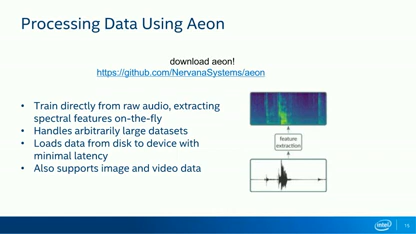 Processing Data Using Aeon
download aeon!
https://github.com/NervanaSystems/aeon
• Train directly from raw audio, extracting
spectral features on-the-fly
• Handles arbitrarily large datasets
• Loads data from disk to device with
minimal latency
• Also supports image and video data
feature
extraction
intel
15